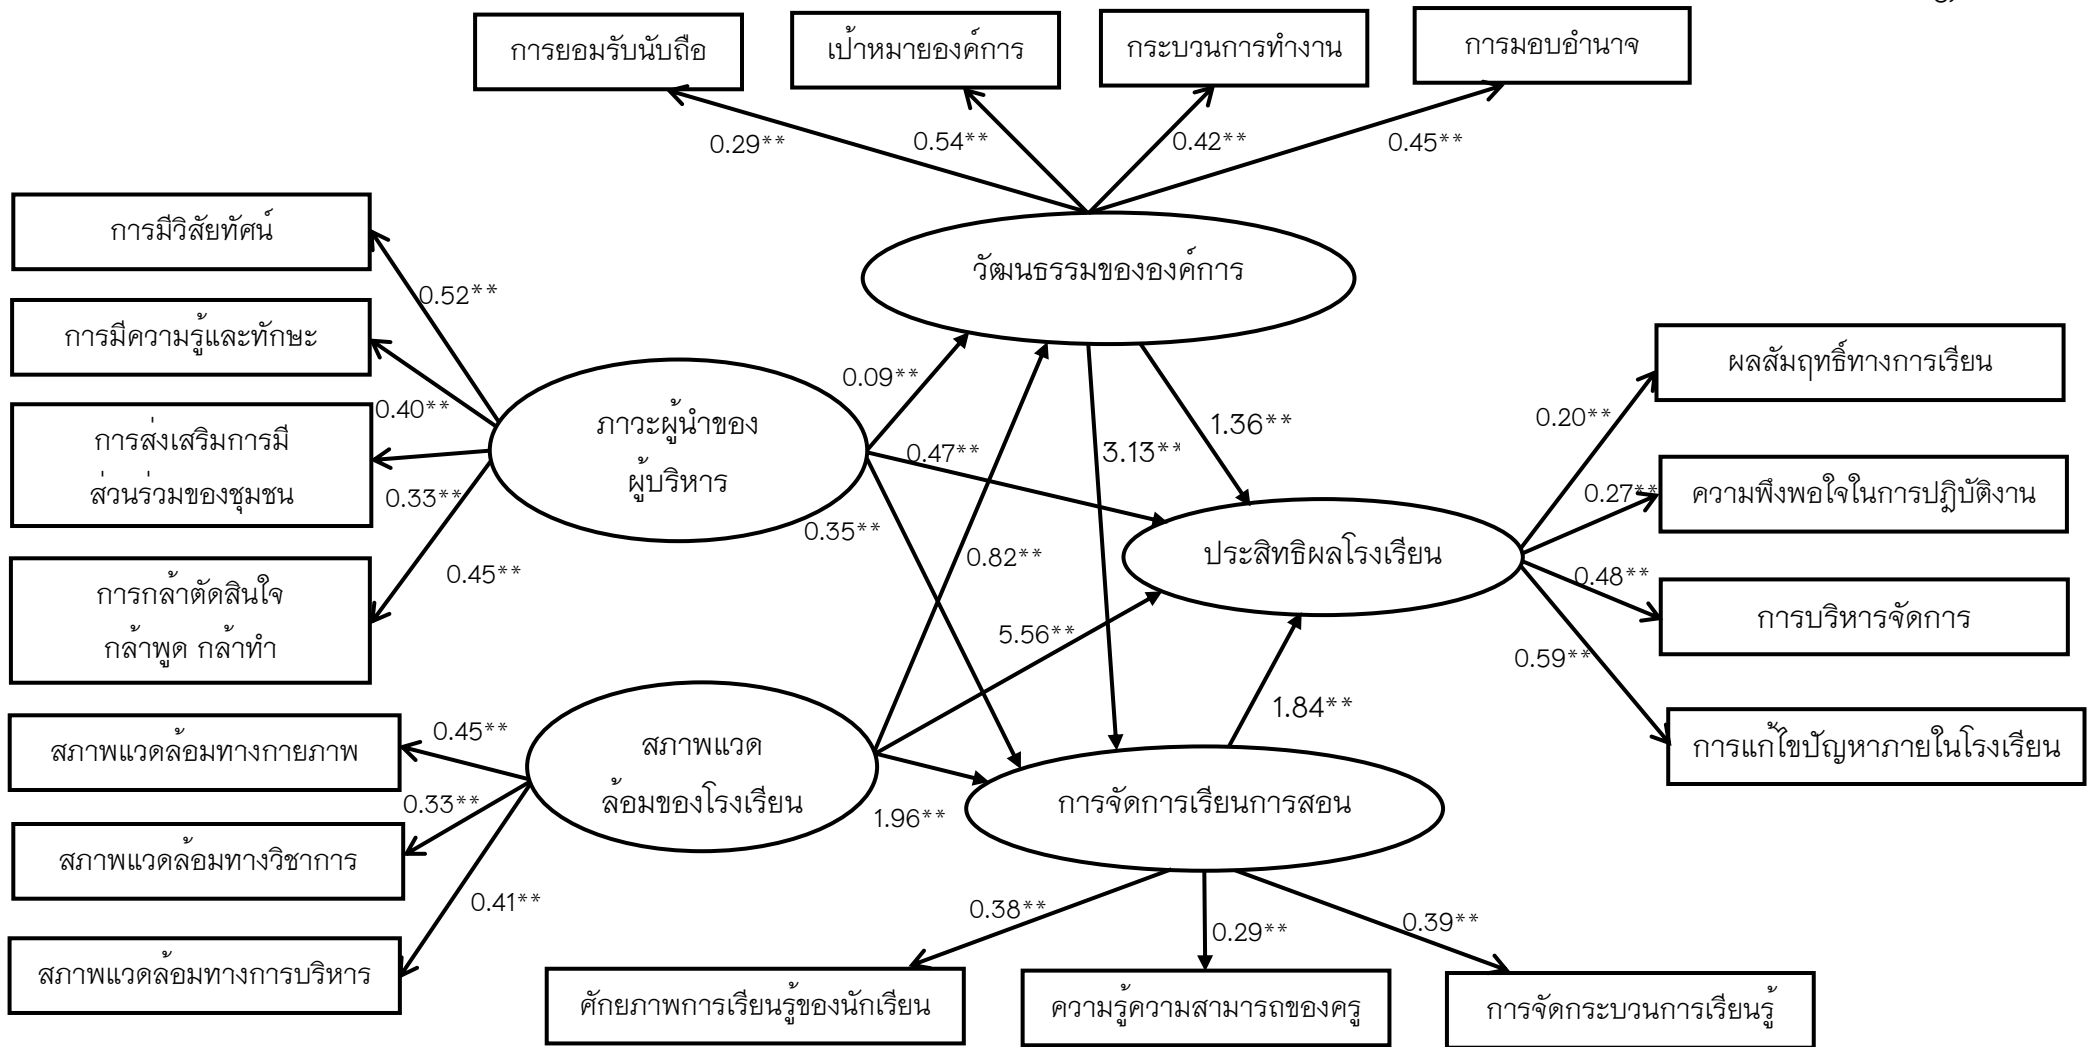 การยอมรับนับถือ
เป้าหมายองค์การ
กระบวนการทำงาน
การมอบอำนาจ
0.29**
0.54**
0.42**
0.45**
วัฒนธรรมขององค์การ
การมีวิสัยทัศน์
0.52**
การมีความรู้และทักษะ
0.40**
การส่งเสริมการมี
ส่วนร่วมของชุมชน
0.33**
การกล้าตัดสินใจ
กล้าพูด กล้าทำ
0.45**
ภาวะผู้นำของ
ผู้บริหาร
0.09**
0.47**
0.35**
0.82**
5.56**
3.13**
1.36**
1.84**
1.96**
ประสิทธิผลโรงเรียน
0.20**
ผลสัมฤทธิ์ทางการเรียน
0.27**
ความพึงพอใจในการปฎิบัติงาน
0.48**
การบริหารจัดการ
0.59**
การแก้ไขปัญหาภายในโรงเรียน
สภาพแวดล้อมทางกายภาพ
0.45**
สภาพแวดล้อมทางวิชาการ
0.33**
สภาพแวดล้อมทางการบริหาร
0.41**
สภาพแวด
ล้อมของโรงเรียน
การจัดการเรียนการสอน
0.38**
0.29**
0.39**
ศักยภาพการเรียนรู้ของนักเรียน
ความรู้ความสามารถของครู
การจัดกระบวนการเรียนรู้